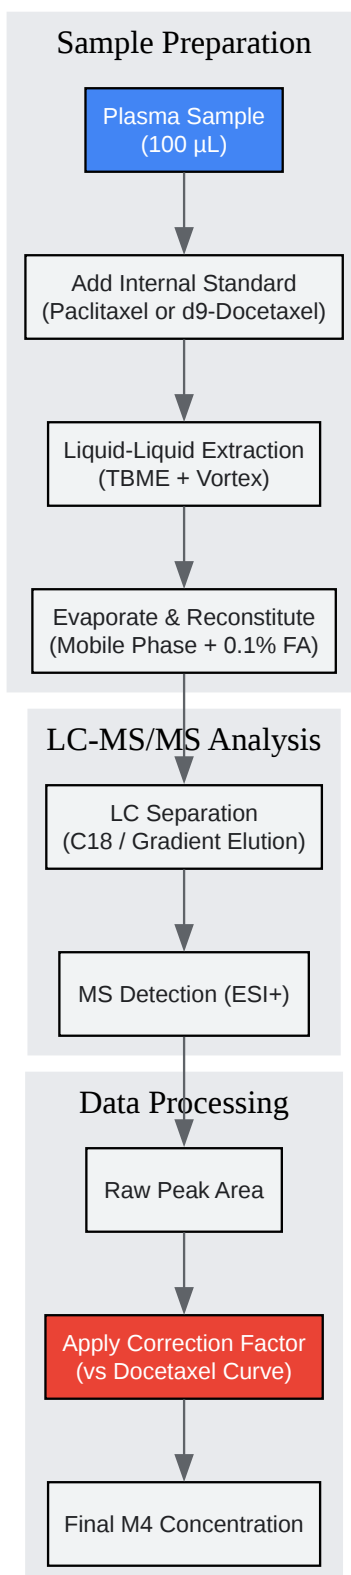 Sample Preparation
Plasma Sample
(100 µL)
Add Internal Standard
(Paclitaxel or d9-Docetaxel)
Liquid-Liquid Extraction
(TBME + Vortex)
Evaporate & Reconstitute
(Mobile Phase + 0.1% FA)
LC-MS/MS Analysis
LC Separation
(C18 / Gradient Elution)
MS Detection (ESI+)
Data Processing
Raw Peak Area
Apply Correction Factor
(vs Docetaxel Curve)
Final M4 Concentration